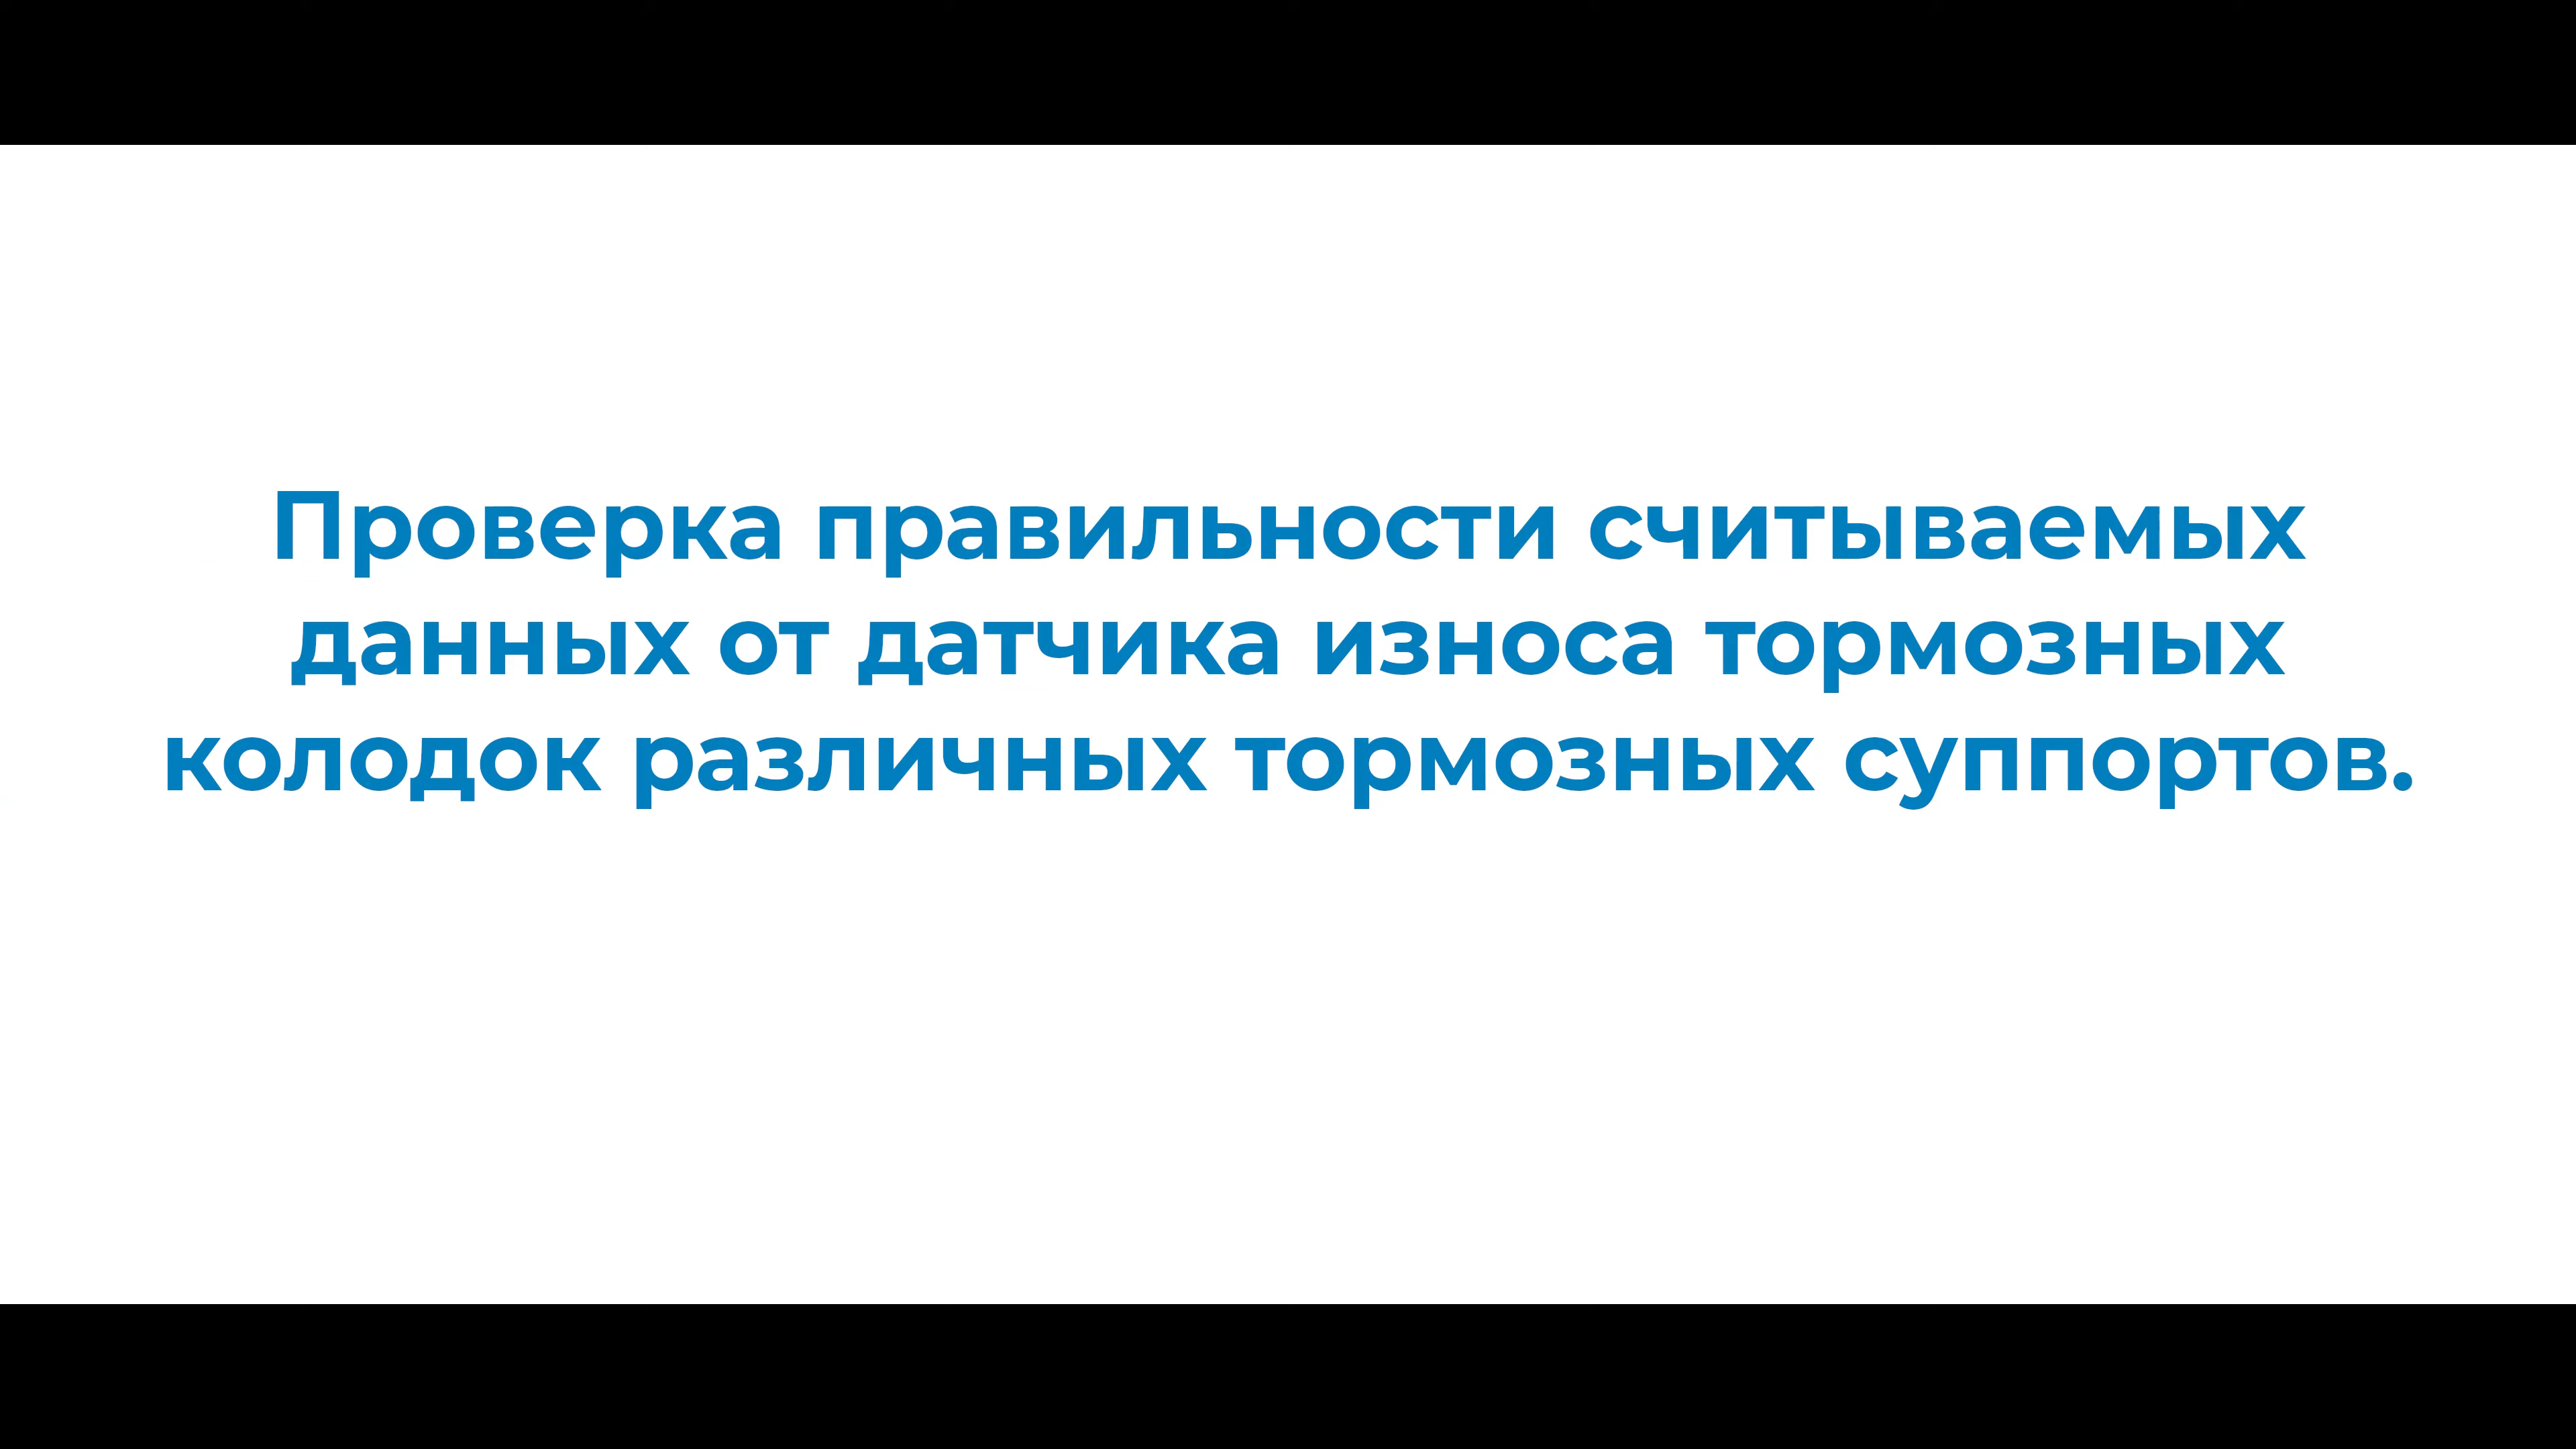 Проверка правильности считываемых
данных от датчика износа тормозных
колодок различных тормозных суппортов.